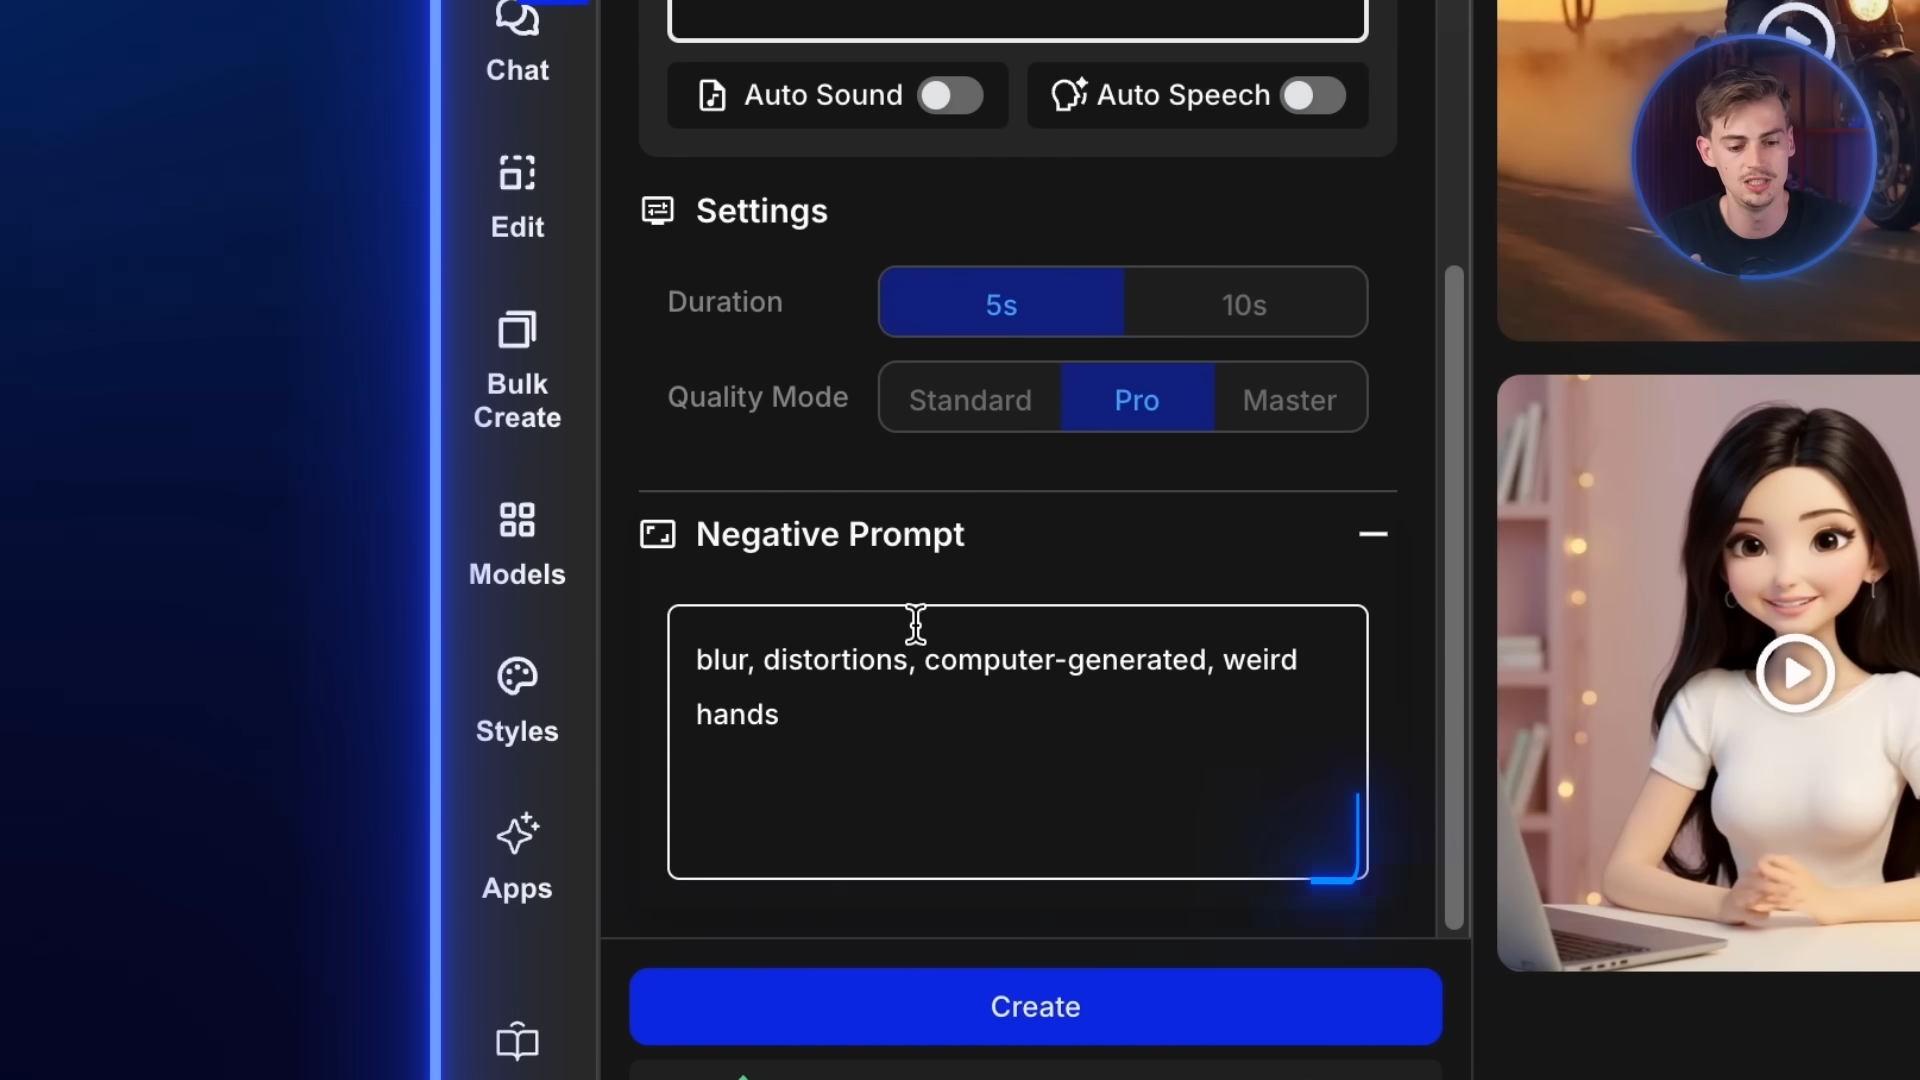 Chat
Edit
Bulk
Create
Models
Styles
Apps
Auto Sound
Auto Speech
Settings
Duration
5s
10s
Quality Mode
Standard
Pro
Master
Negative Prompt
blur, distortions, computer-generated, weird
hands
Create